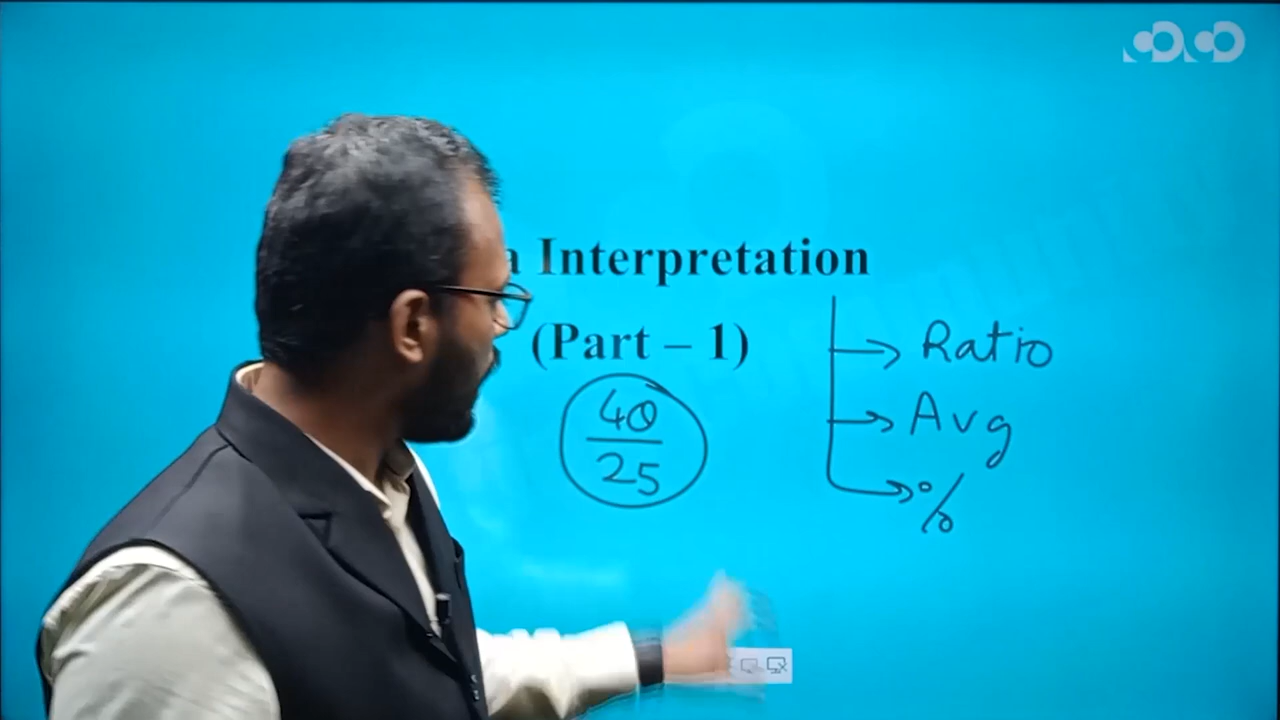 Interpretation
(Part – 1)
Ratio
Avg
%
40
25